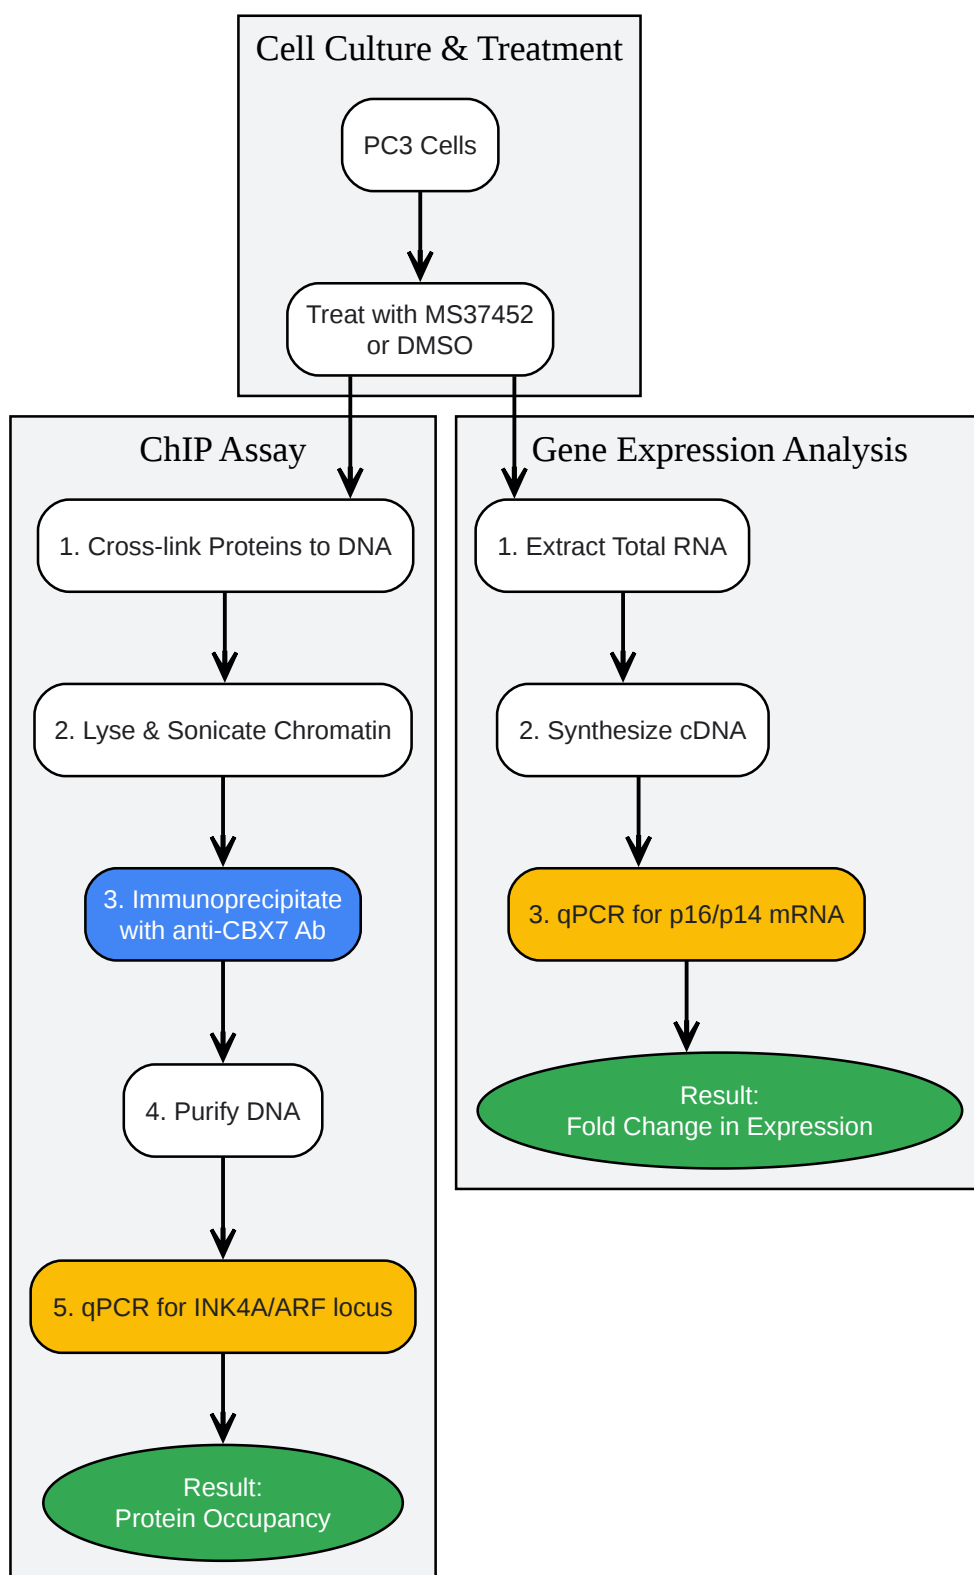 Cell Culture & Treatment
PC3 Cells
Treat with MS37452
or DMSO
ChIP Assay
1. Cross-link Proteins to DNA
2. Lyse & Sonicate Chromatin
3. Immunoprecipitate
with anti-CBX7 Ab
4. Purify DNA
5. qPCR for INK4A/ARF locus
Result:
Protein Occupancy
Gene Expression Analysis
1. Extract Total RNA
2. Synthesize cDNA
3. qPCR for p16/p14 mRNA
Result:
Fold Change in Expression